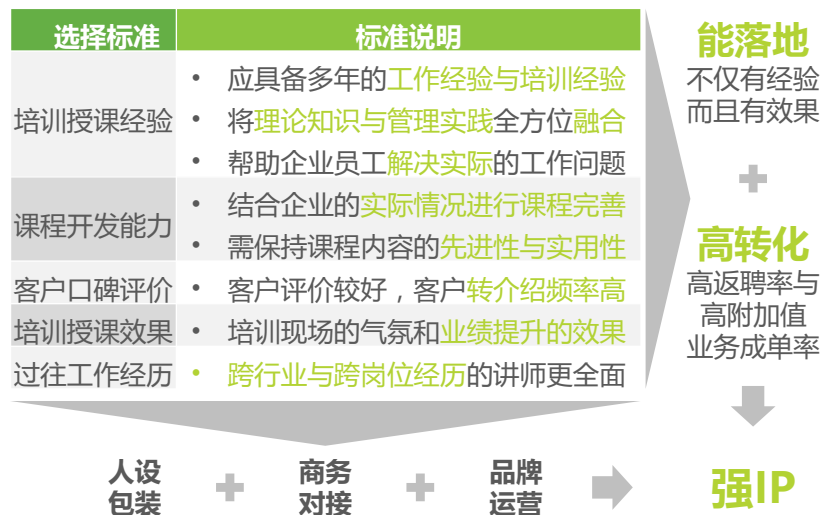 选择标准
标准说明
培训授课经验
• 应具备多年的工作经验与培训经验
• 将理论知识与管理实践全方位融合
• 帮助企业员工解决实际的工作问题
课程开发能力
• 结合企业的实际情况进行课程完善
• 需保持课程内容的先进性与实用性
客户口碑评价
• 客户评价较好，客户转介绍频率高
培训授课效果
• 培训现场的气氛和业绩提升的效果
过往工作经历
• 跨行业与跨岗位经历的讲师更全面
能落地
不仅有经验
而且有效果
高转化
高返聘率与
高附加值
业务成单率
人设
包装
商务
对接
品牌
运营
强IP